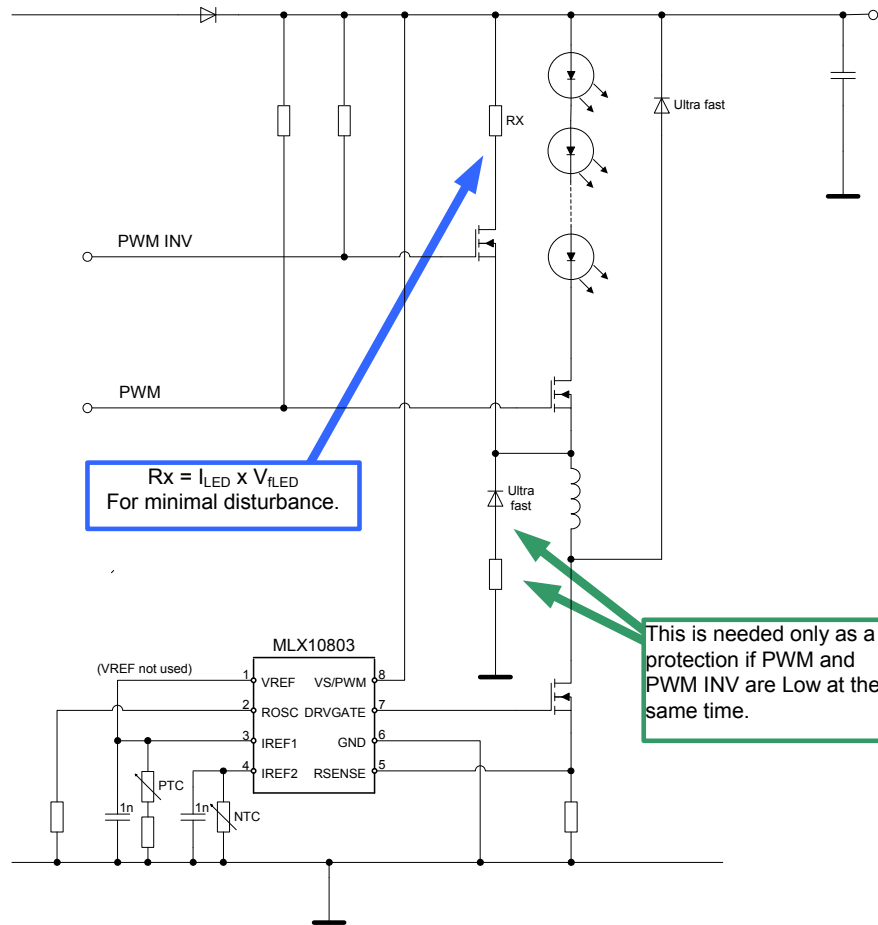 Ultra fast
RX
PWM INV
PWM
Rx = I_LED x V_fLED
For minimal disturbance.
Ultra
fast
This is needed only as a
protection if PWM and
PWM INV are Low at the
same time.
MLX10803
(VREF not used)
1 VREF VS/PWM 8
2 ROSC DRVGATE 7
3 IREF1 GND 6
4 IREF2 RSENSE 5
PTC
1n
1n
NTC